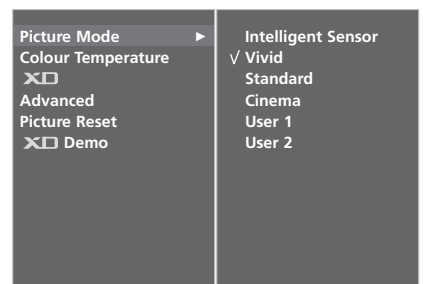 Picture Mode ►
Colour Temperature
XD
Advanced
Picture Reset
XD Demo
Intelligent Sensor
√ Vivid
Standard
Cinema
User 1
User 2